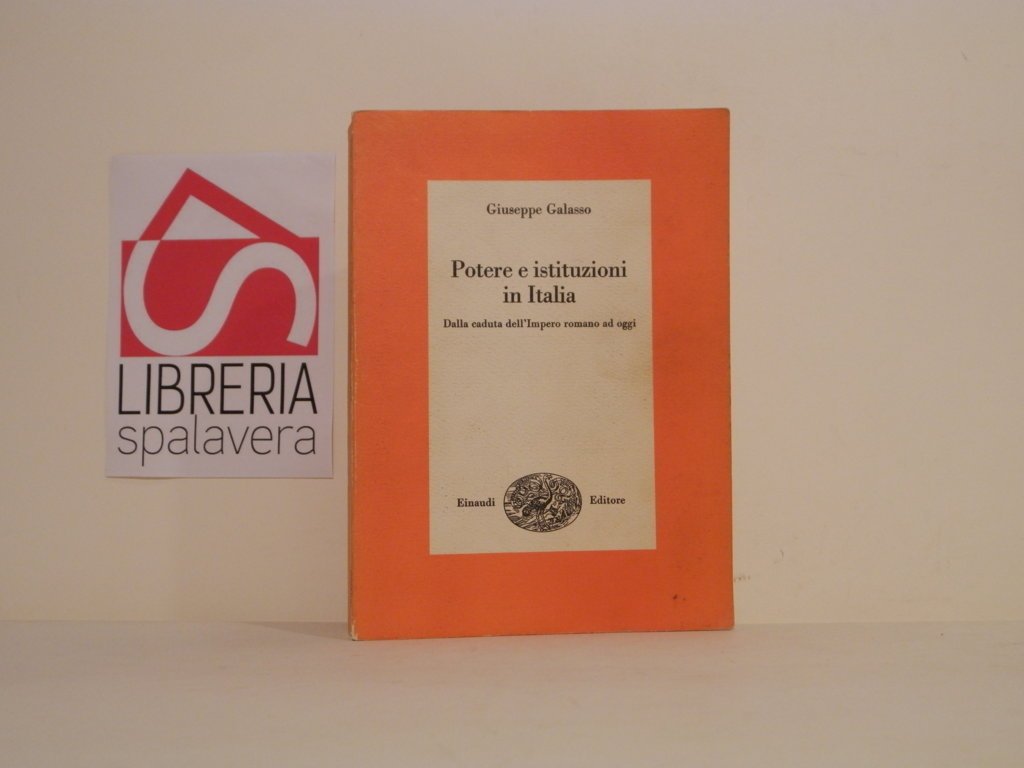 LIBRERIA
spalavera
Giuseppe Galasso
Potere e istituzioni
in Italia
Dalla caduta dell'Impero romano ad oggi
Einaudi Editore